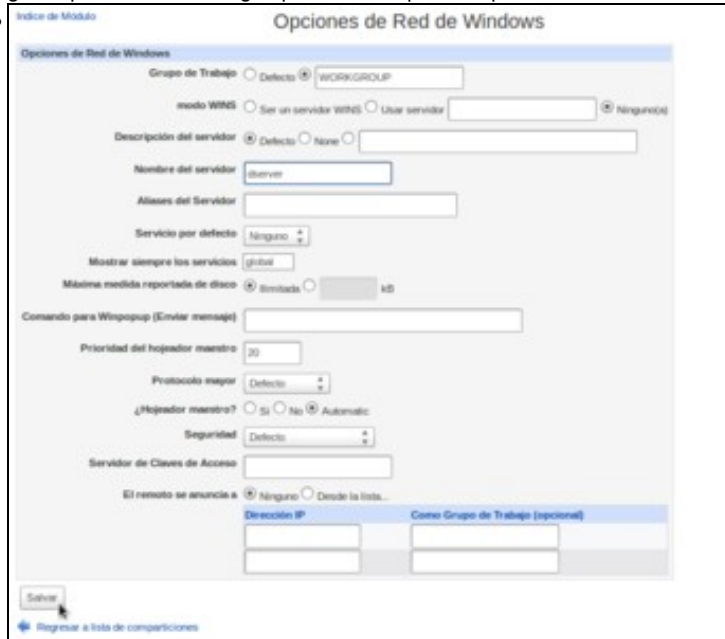 Indice de Módulo
Opciones de Red de Windows
Opciones de Red de Windows
Grupo de Trabajo Defecto WORKGROUP
modo WINS Ser un servidor WINS Usar servidor Ninguno(s)
Descripción del servidor Defecto None
Nombre del servidor dserver
Aliases del Servidor
Servicio por defecto Ninguno
Mostrar siempre los servicios global
Máxima medida reportada de disco Ilimitada kB
Comando para Winpopup (Enviar mensaje)
Prioridad del hojeador maestro 20
Protocolo mayor Defecto
¿Hojeador maestro? Si No Automatic
Seguridad Defecto
Servidor de Claves de Acceso
El remoto se anuncia a Ninguno Desde la lista...
Dirección IP Como Grupo de Trabajo (opcional)
Salvar
Regresar a lista de comparticiones